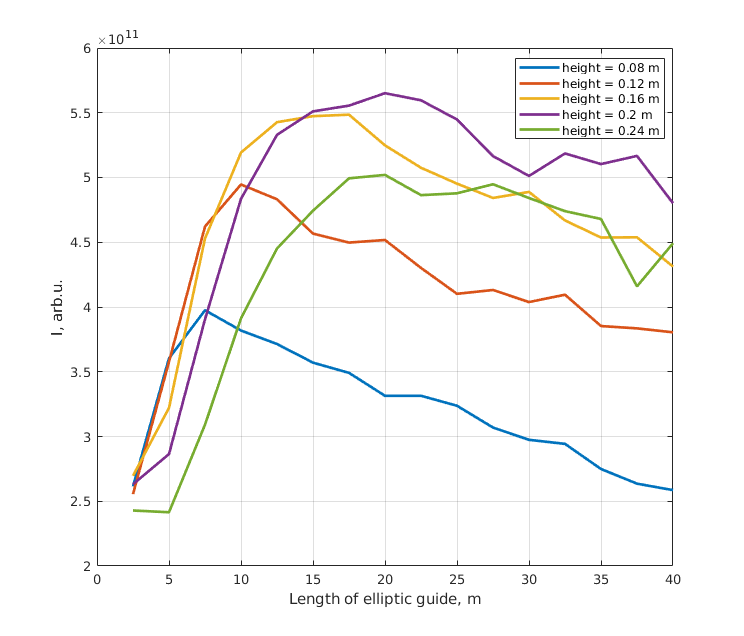 ×10¹¹
6
5.5
5
4.5
4
3.5
3
2.5
2
I, arb.u.
height = 0.08 m
height = 0.12 m
height = 0.16 m
height = 0.2 m
height = 0.24 m
0 5 10 15 20 25 30 35 40
Length of elliptic guide, m